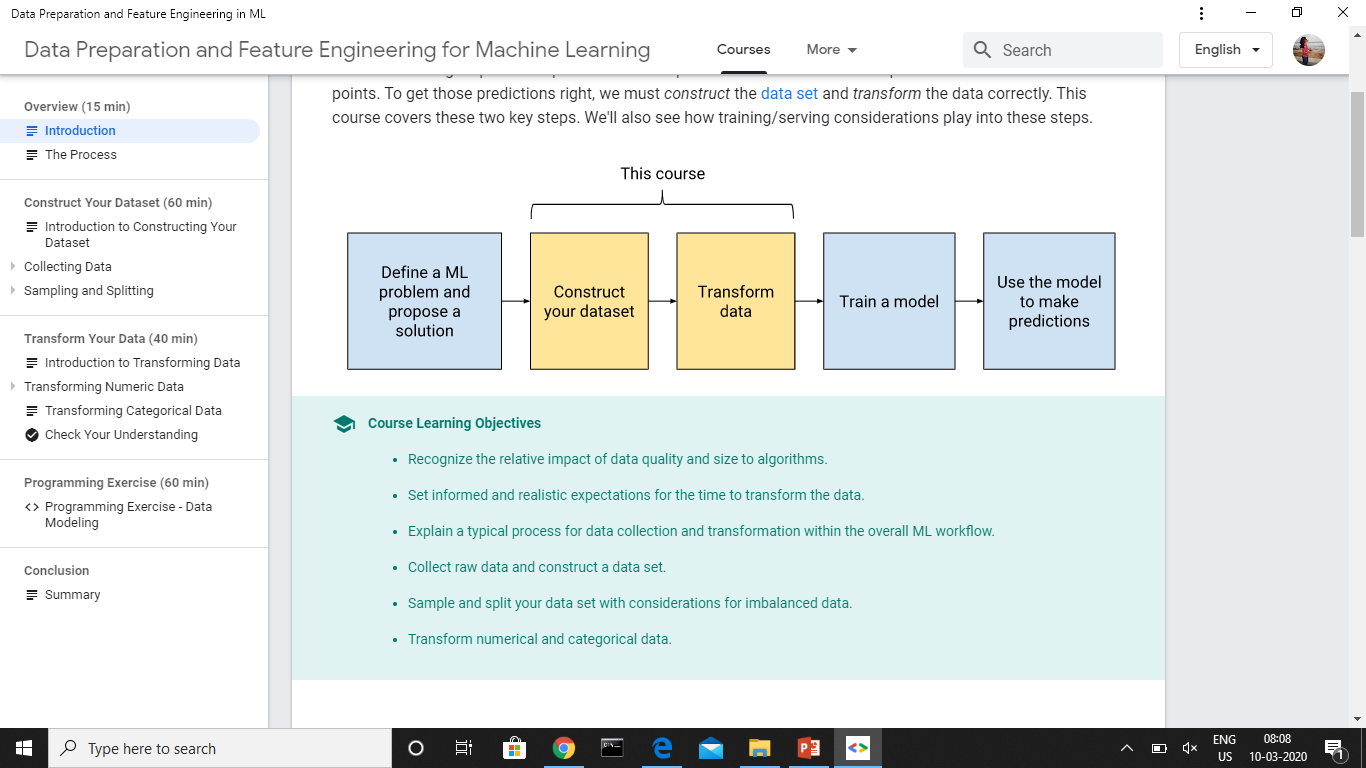 Data Preparation and Feature Engineering in ML
Data Preparation and Feature Engineering for Machine Learning
Courses
More
Search
English
Overview (15 min)
Introduction
The Process
Construct Your Dataset (60 min)
Introduction to Constructing Your
Dataset
Collecting Data
Sampling and Splitting
Transform Your Data (40 min)
Introduction to Transforming Data
Transforming Numeric Data
Transforming Categorical Data
Check Your Understanding
Programming Exercise (60 min)
Programming Exercise - Data
Modeling
Conclusion
Summary
points. To get those predictions right, we must construct the data set and transform the data correctly. This
course covers these two key steps. We'll also see how training/serving considerations play into these steps.
This course
Define a ML
problem and
propose a
solution
Construct
your dataset
Transform
data
Train a model
Use the model
to make
predictions
Course Learning Objectives
• Recognize the relative impact of data quality and size to algorithms.
• Set informed and realistic expectations for the time to transform the data.
• Explain a typical process for data collection and transformation within the overall ML workflow.
• Collect raw data and construct a data set.
• Sample and split your data set with considerations for imbalanced data.
• Transform numerical and categorical data.
Type here to search
ENG
US
08:08
10-03-2020
1